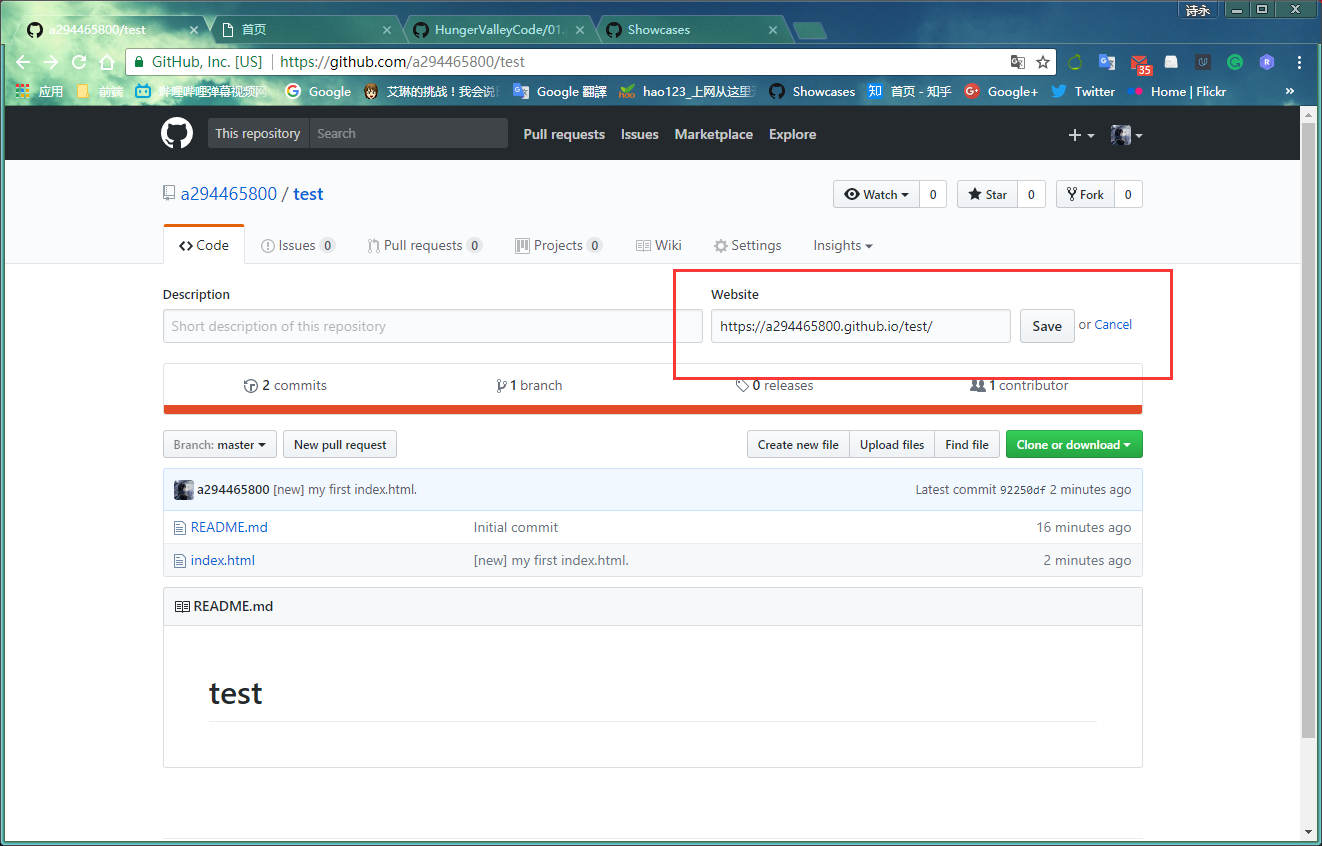 诗永
a294465800/test
首页
HungerValleyCode/01.
Showcases
GitHub, Inc. [US] https://github.com/a294465800/test
35
应用 前端 哔哩哔哩弹幕视频网 Google 艾琳的挑战！我会说 Google 翻譯 hao123_上网从这里 Showcases 知 首页 - 知乎 G+ Google+ Twitter Home | Flickr »
This repository Search Pull requests Issues Marketplace Explore
a294465800 / test
Watch 0 Star 0 Fork 0
Code Issues 0 Pull requests 0 Projects 0 Wiki Settings Insights
Description
Website
Short description of this repository
https://a294465800.github.io/test/
Save or Cancel
2 commits 1 branch 0 releases 1 contributor
Branch: master New pull request Create new file Upload files Find file Clone or download
a294465800 [new] my first index.html. Latest commit 92250df 2 minutes ago
README.md Initial commit 16 minutes ago
index.html [new] my first index.html. 2 minutes ago
README.md
test